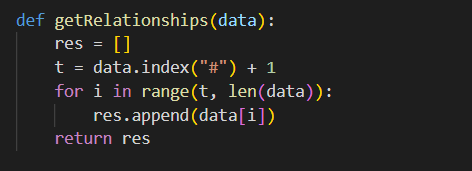 def getRelationships(data):
    res = []
    t = data.index("#") + 1
    for i in range(t, len(data)):
        res.append(data[i])
    return res